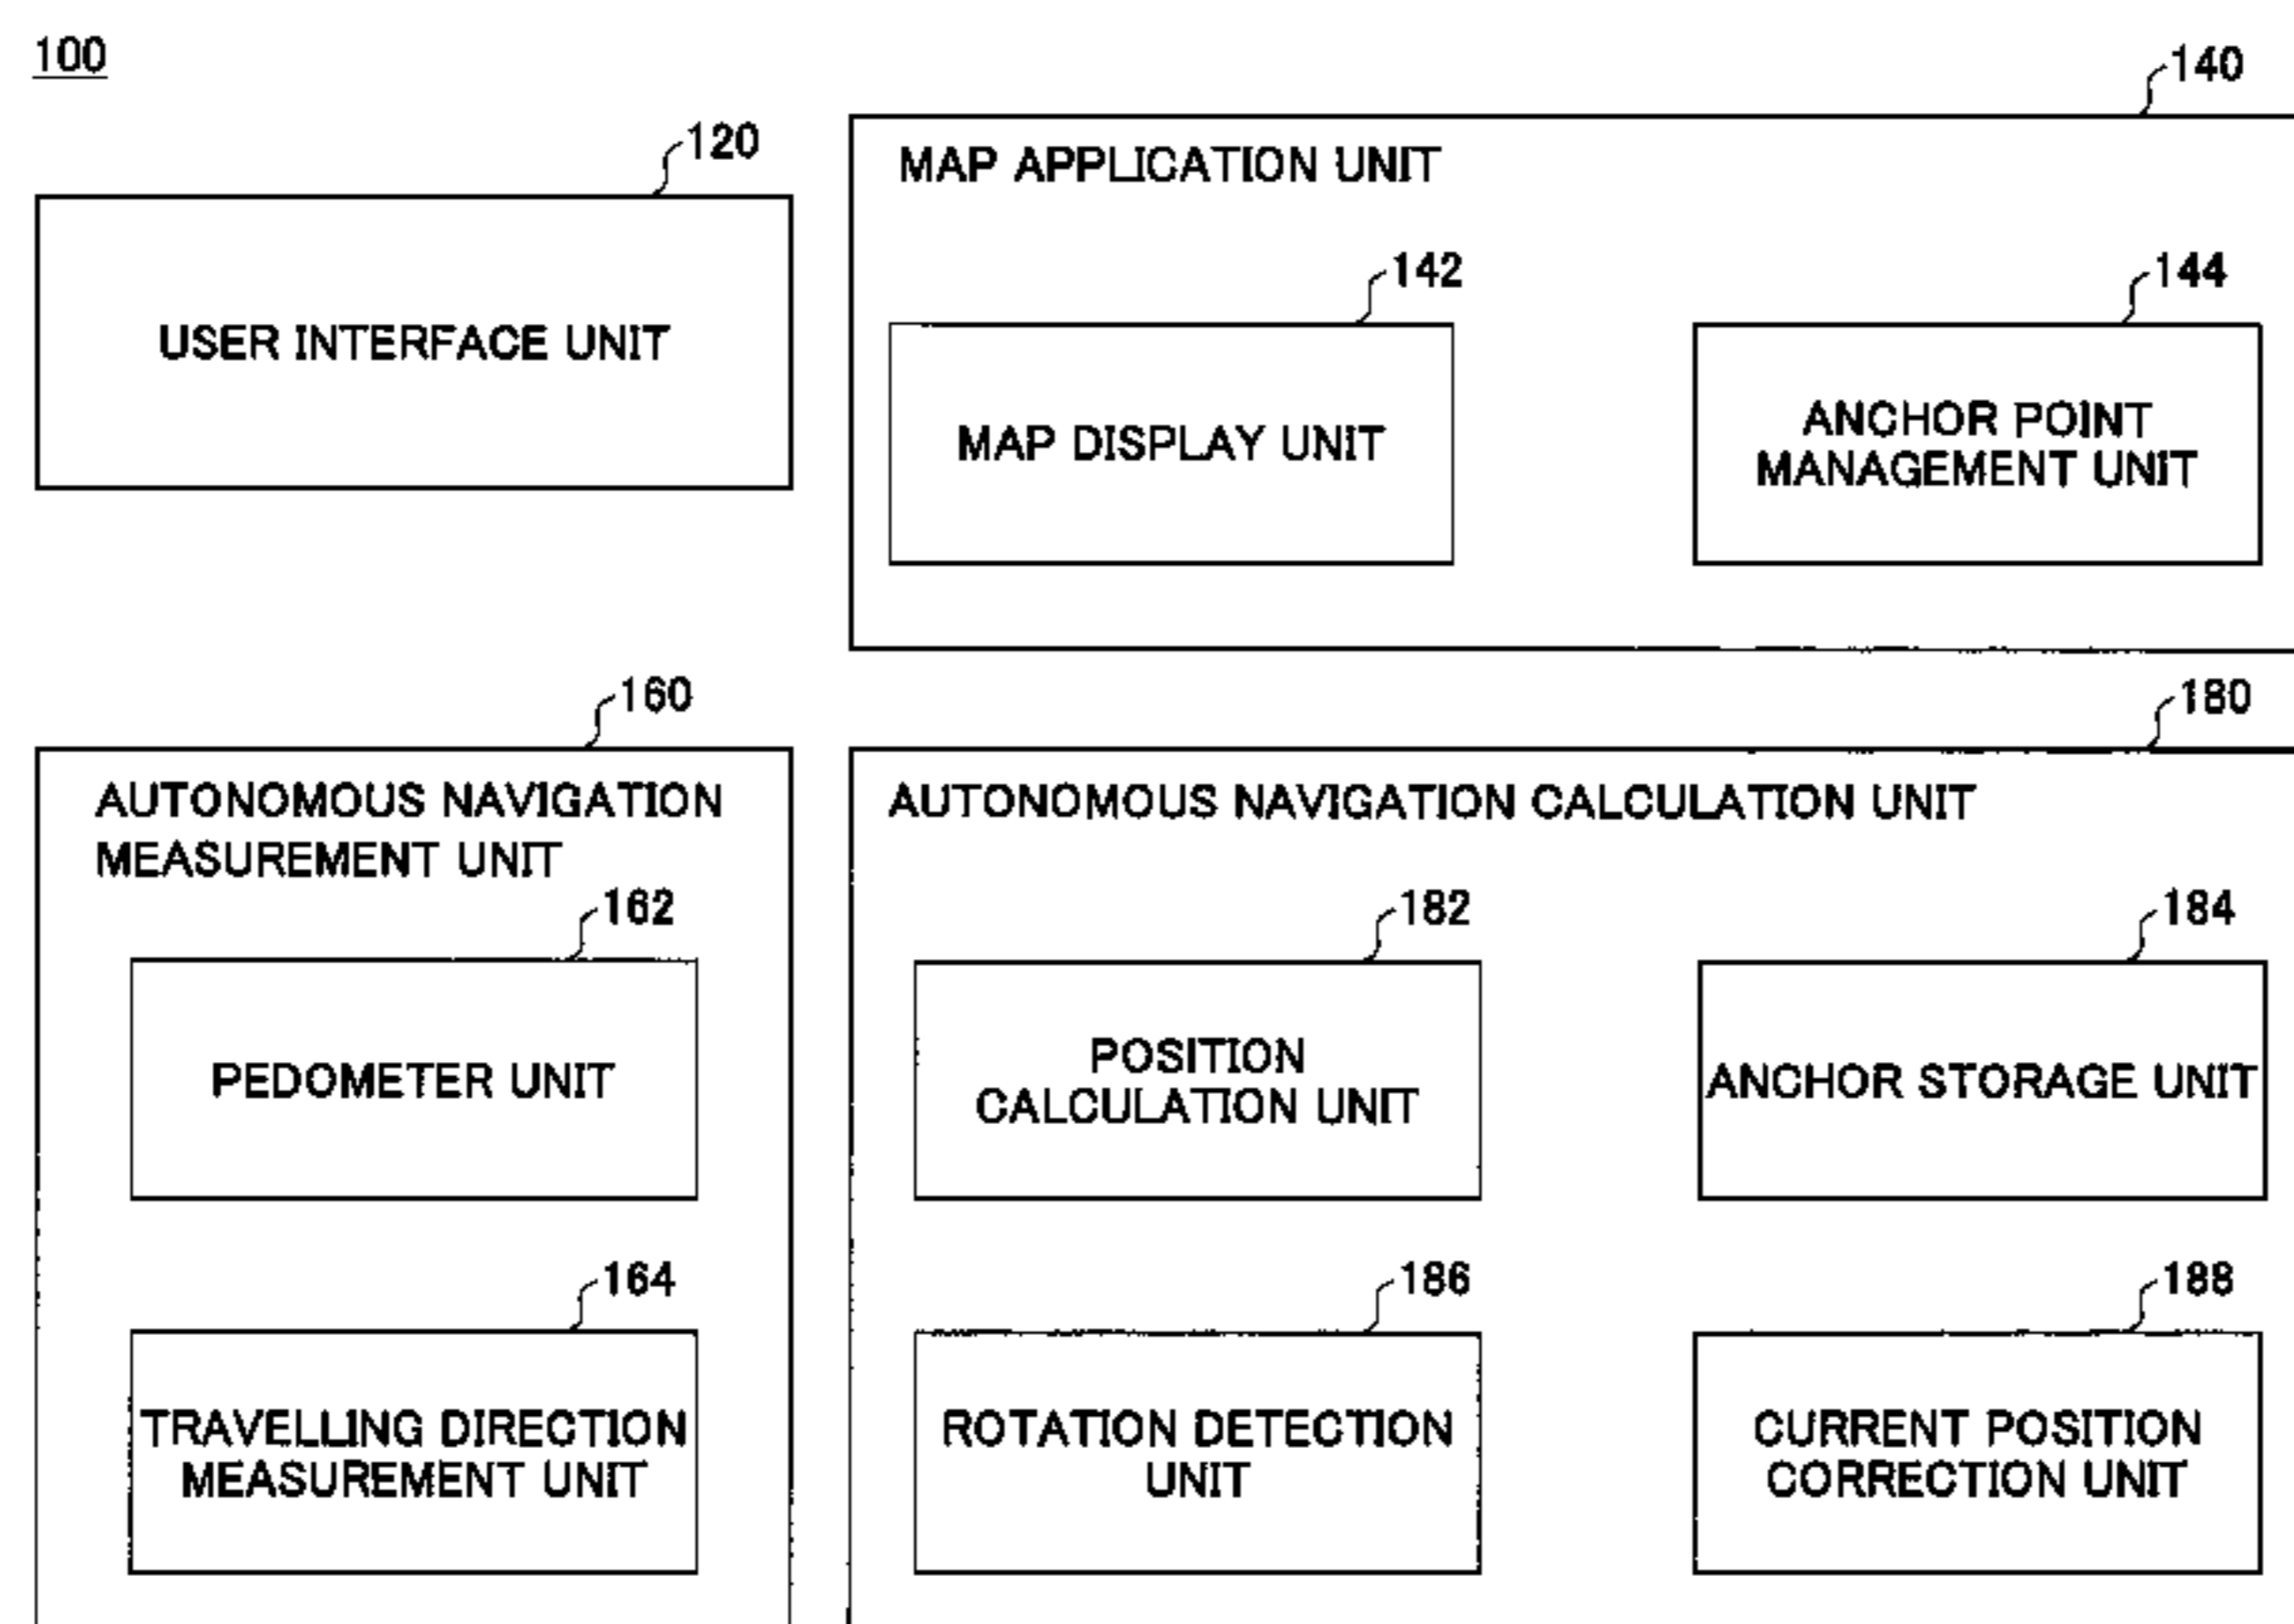 100
120
USER INTERFACE UNIT
140
MAP APPLICATION UNIT
142
MAP DISPLAY UNIT
144
ANCHOR POINT
MANAGEMENT UNIT
160
AUTONOMOUS NAVIGATION
MEASUREMENT UNIT
162
PEDOMETER UNIT
164
TRAVELLING DIRECTION
MEASUREMENT UNIT
180
AUTONOMOUS NAVIGATION CALCULATION UNIT
182
POSITION
CALCULATION UNIT
184
ANCHOR STORAGE UNIT
186
ROTATION DETECTION
UNIT
188
CURRENT POSITION
CORRECTION UNIT